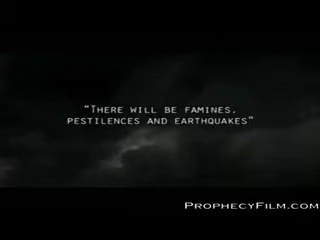 “There will be famines,
pestilences and earthquakes”
ProphecyFilm.com